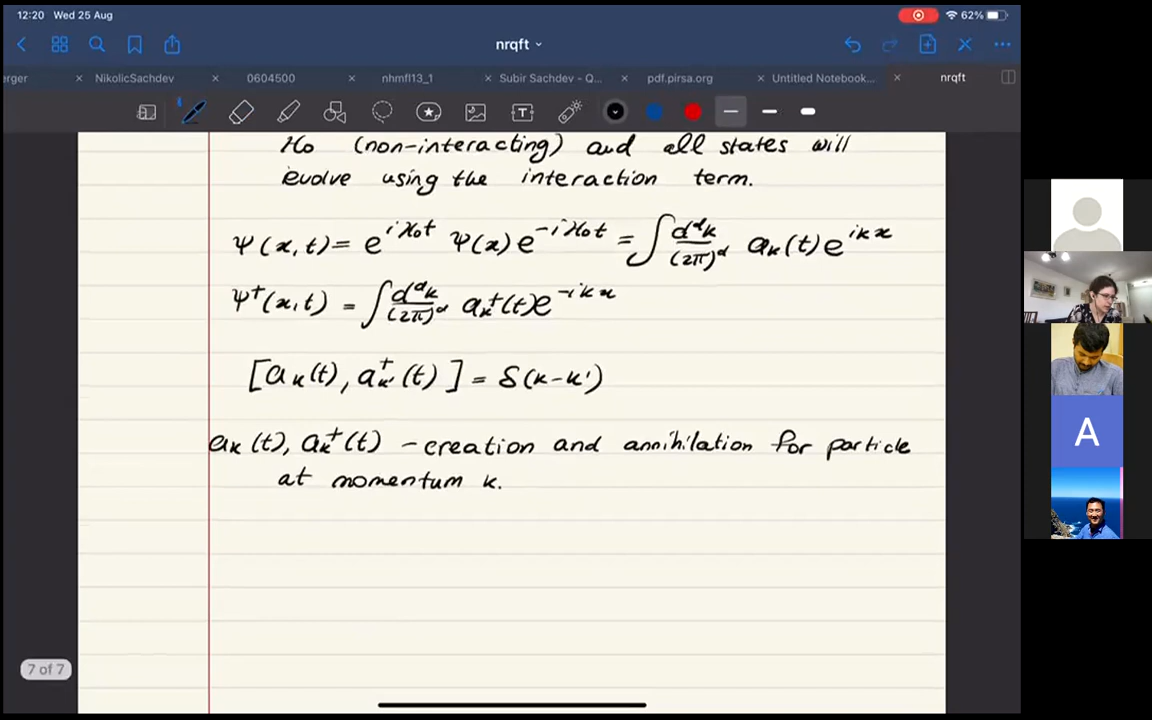 12:20 Wed 25 Aug
62%
nrqft
erger
NikolicSachdev
0604500
nhmfl13_1
Subir Sachdev - Q...
pdf.pirsa.org
Untitled Notebook...
nrqft
H₀ (non-interacting) and all states will
evolve using the interaction term.
Ψ(x,t) = e^{iH₀t} Ψ(x) e^{-iH₀t} = ∫ d^d k/(2π)^d a_k(t) e^{ikx}
Ψ†(x,t) = ∫ d^d k/(2π)^d a_k†(t) e^{-ikx}
[a_k(t), a_k'†(t)] = δ(k-k')
a_k(t), a_k†(t) - creation and annihilation for particle
at momentum k.
A
7 of 7